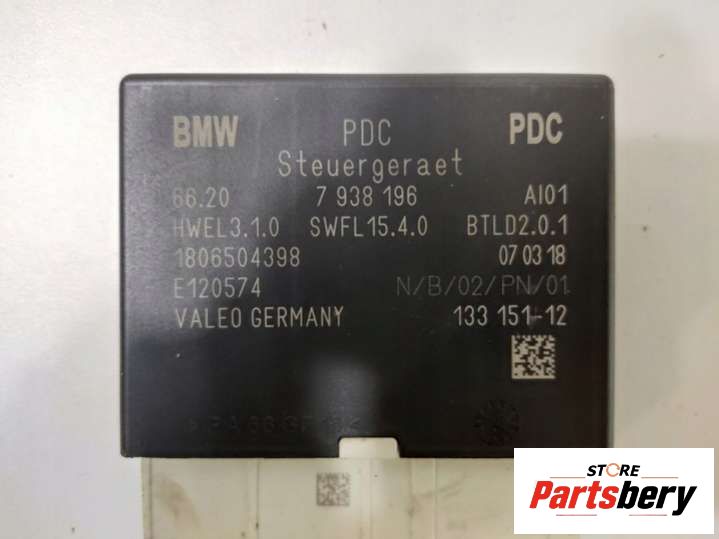 BMW PDC PDC
Steuergeraet
66.20 7 938 196 AI01
HWEL3.1.0 SWFL15.4.0 BTLD2.0.1
1806504398 07 03 18
E120574 N/B/02/PN/01
VALEO GERMANY 133 151-12
STORE
Partsbery